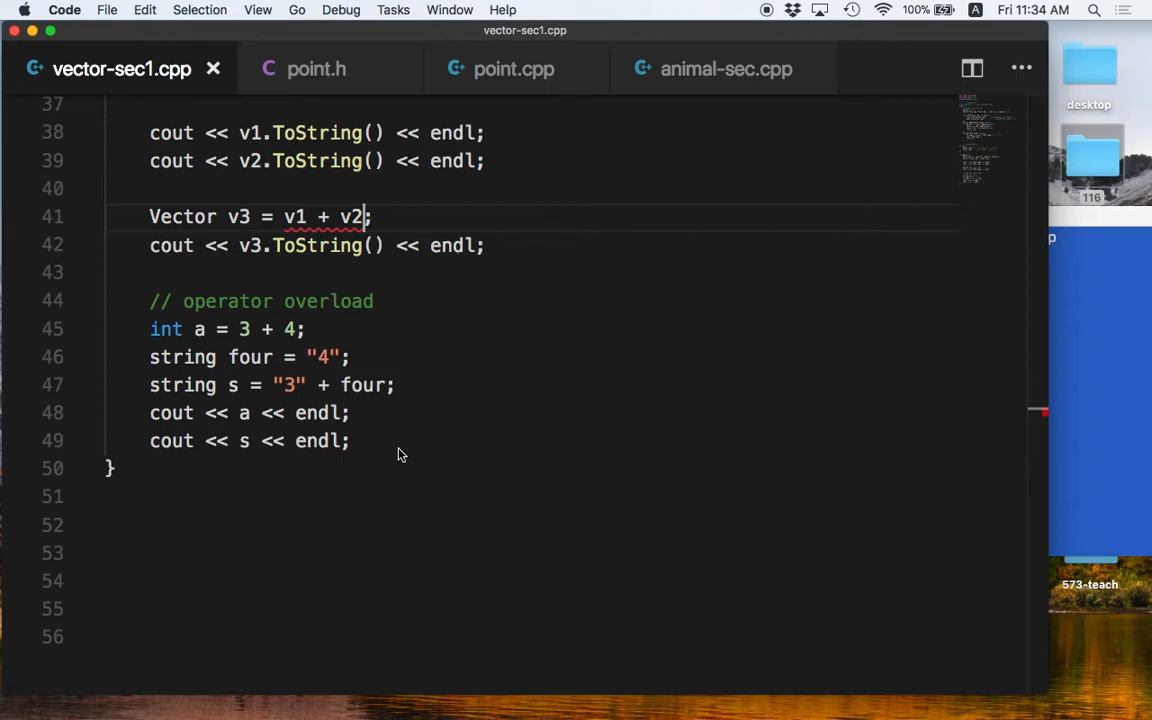 Code File Edit Selection View Go Debug Tasks Window Help 100% A Fri 11:34 AM
vector-sec1.cpp
vector-sec1.cpp point.h point.cpp animal-sec.cpp
desktop
116
p
573-teach
37
38 cout << v1.ToString() << endl;
39 cout << v2.ToString() << endl;
40
41 Vector v3 = v1 + v2;
42 cout << v3.ToString() << endl;
43
44 // operator overload
45 int a = 3 + 4;
46 string four = "4";
47 string s = "3" + four;
48 cout << a << endl;
49 cout << s << endl;
50 }
51
52
53
54
55
56